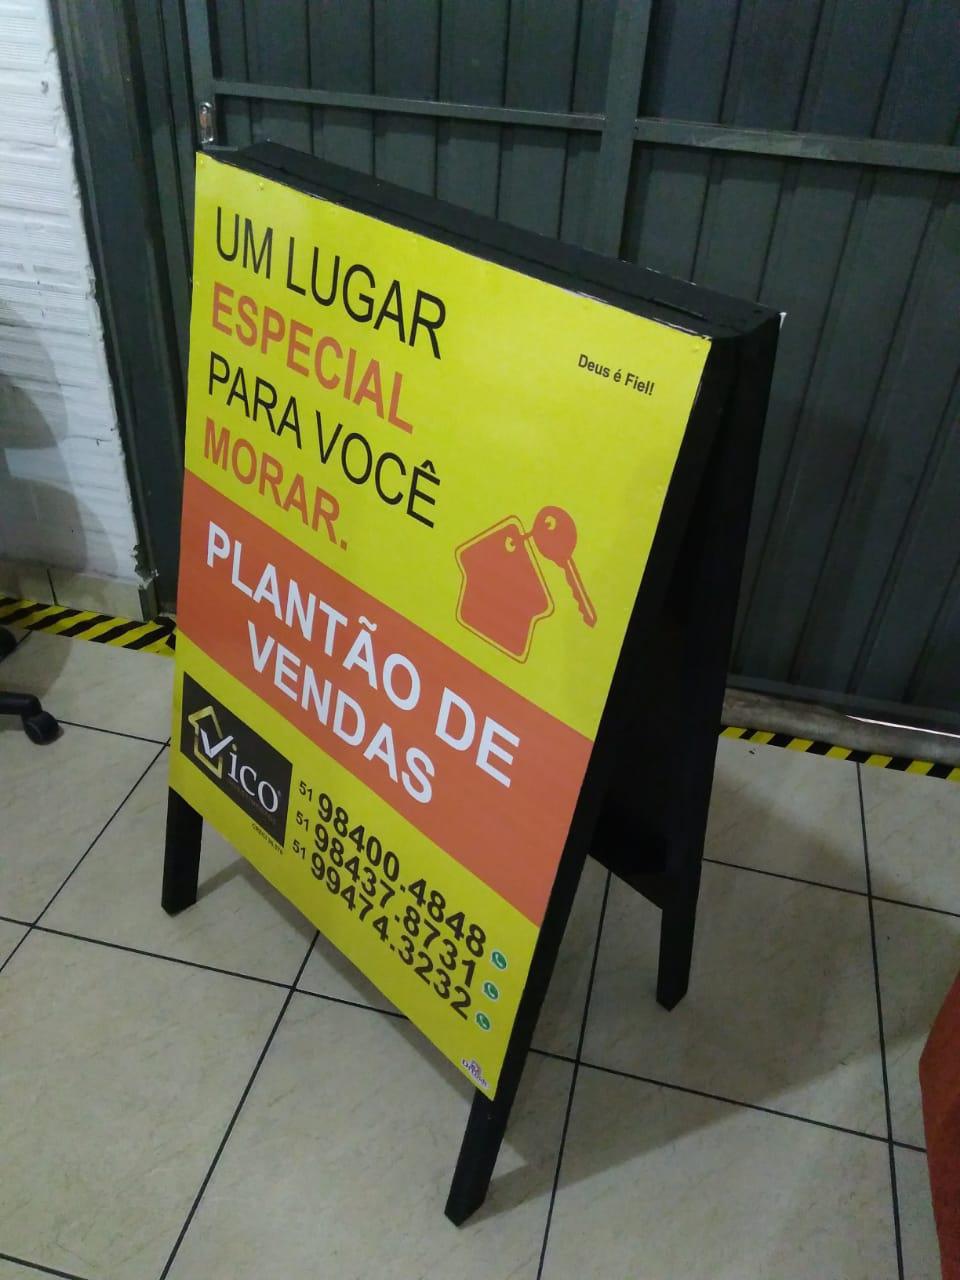 UM LUGAR
ESPECIAL
PARA VOCÊ
MORAR.
Deus é Fiel!
PLANTÃO DE
VENDAS
Vico
51 98400.4848
51 98437.8731
51 99474.3232